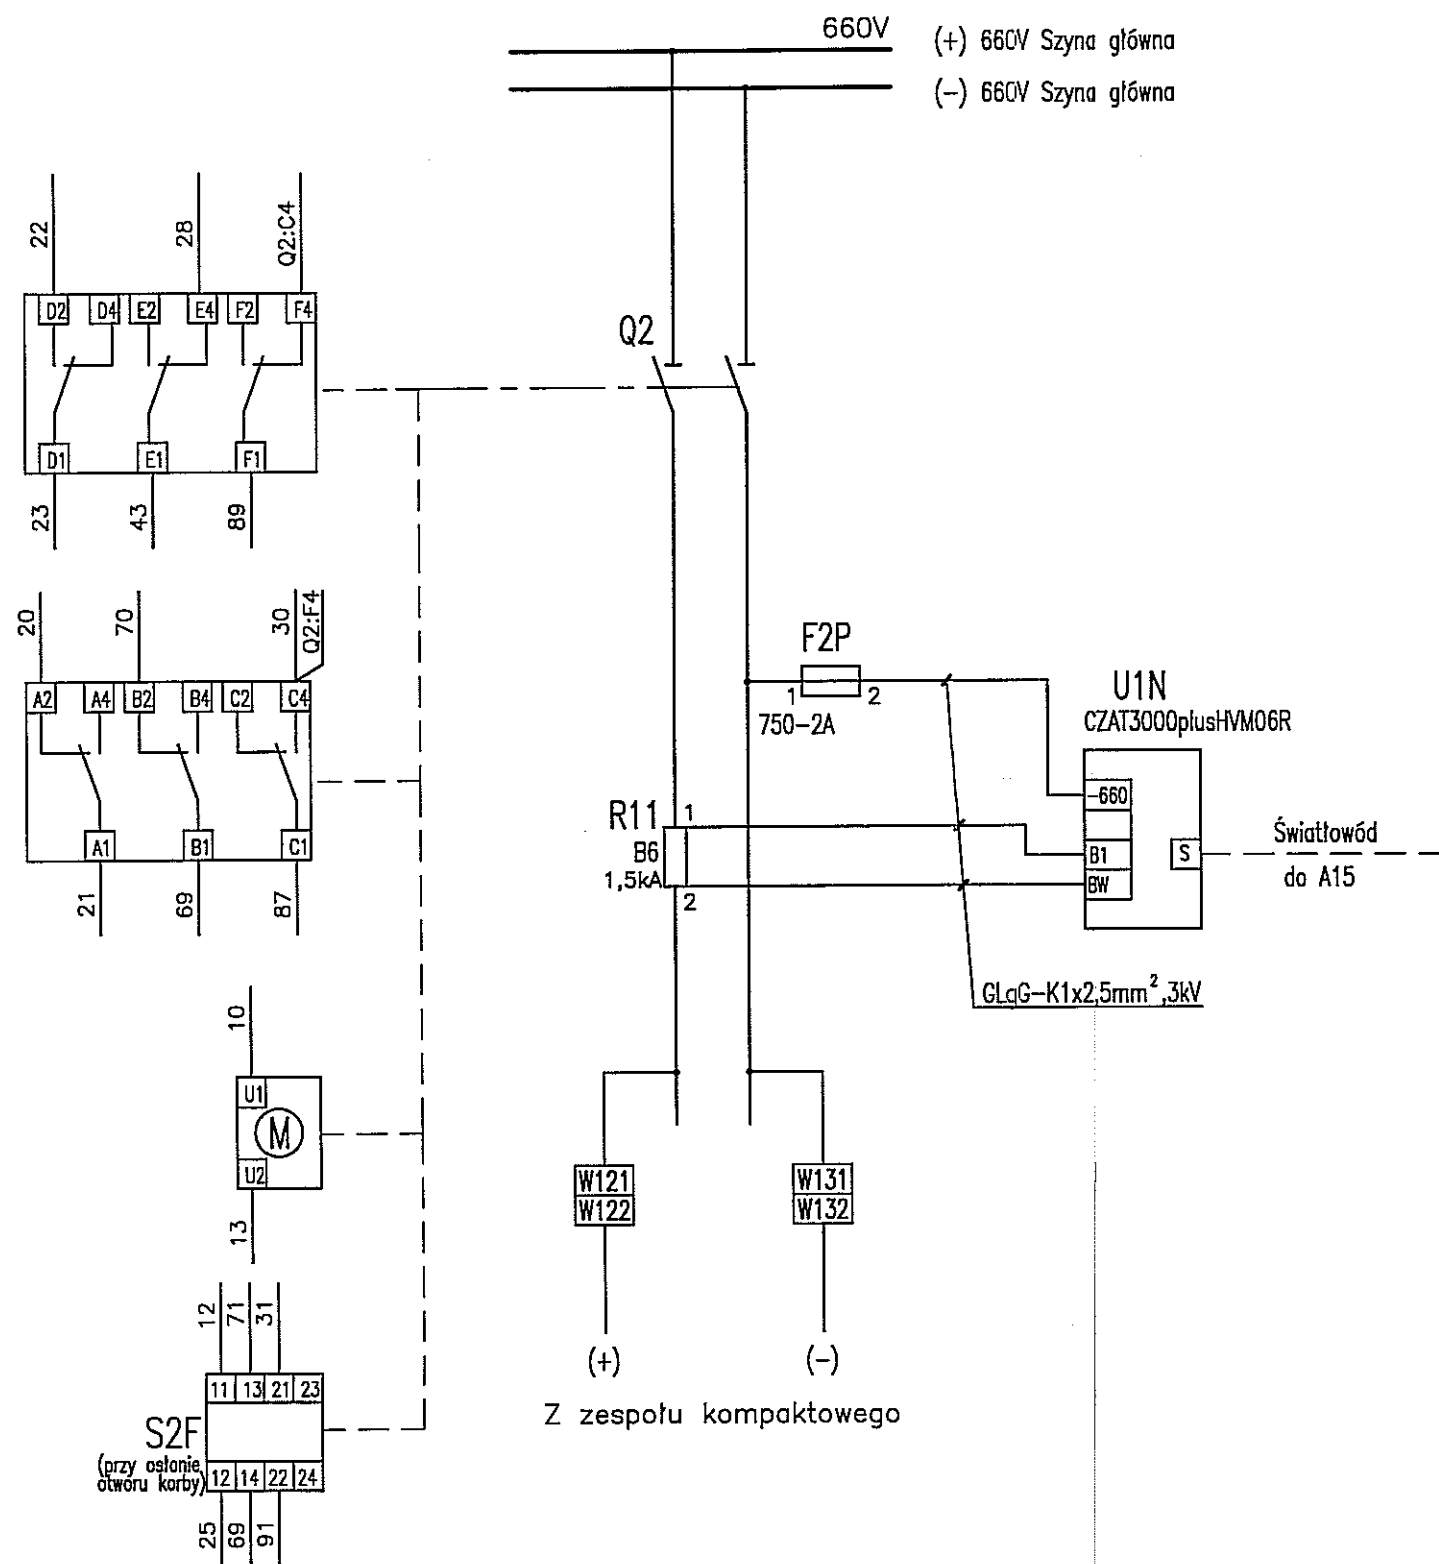 660V
(+) 660V Szyna główna
(-) 660V Szyna główna
22
28
Q2:C4
D2 D4 E2 E4 F2 F4
D1 E1 F1
23
43
89
Q2
20
70
30
Q2:F4
A2 A4 B2 B4 C2 C4
A1 B1 C1
21
69
87
F2P
1 2
750-2A
U1N
CZAT3000plusHVM06R
-660
B1
BW
S
Światłowód
do A15
R11
B6
1,5kA
1
2
GLgG-K1x2,5mm²,3kV
10
U1
M
U2
13
W121
W122
W131
W132
(+) (-)
Z zespołu kompaktowego
12
71
31
11 13 21 23
S2F
(przy osłonie
otworu korby)
12 14 22 24
25
69
91